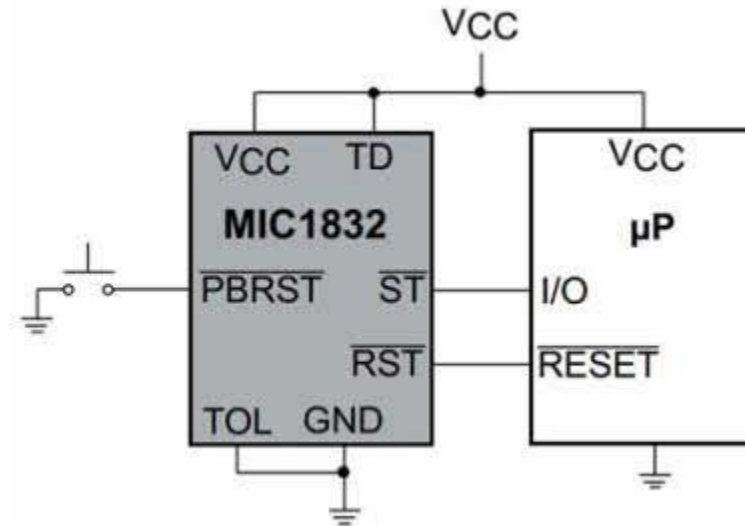 VCC
VCC TD
VCC
MIC1832
µP
PBRST ST
I/O
RST
RESET
TOL GND